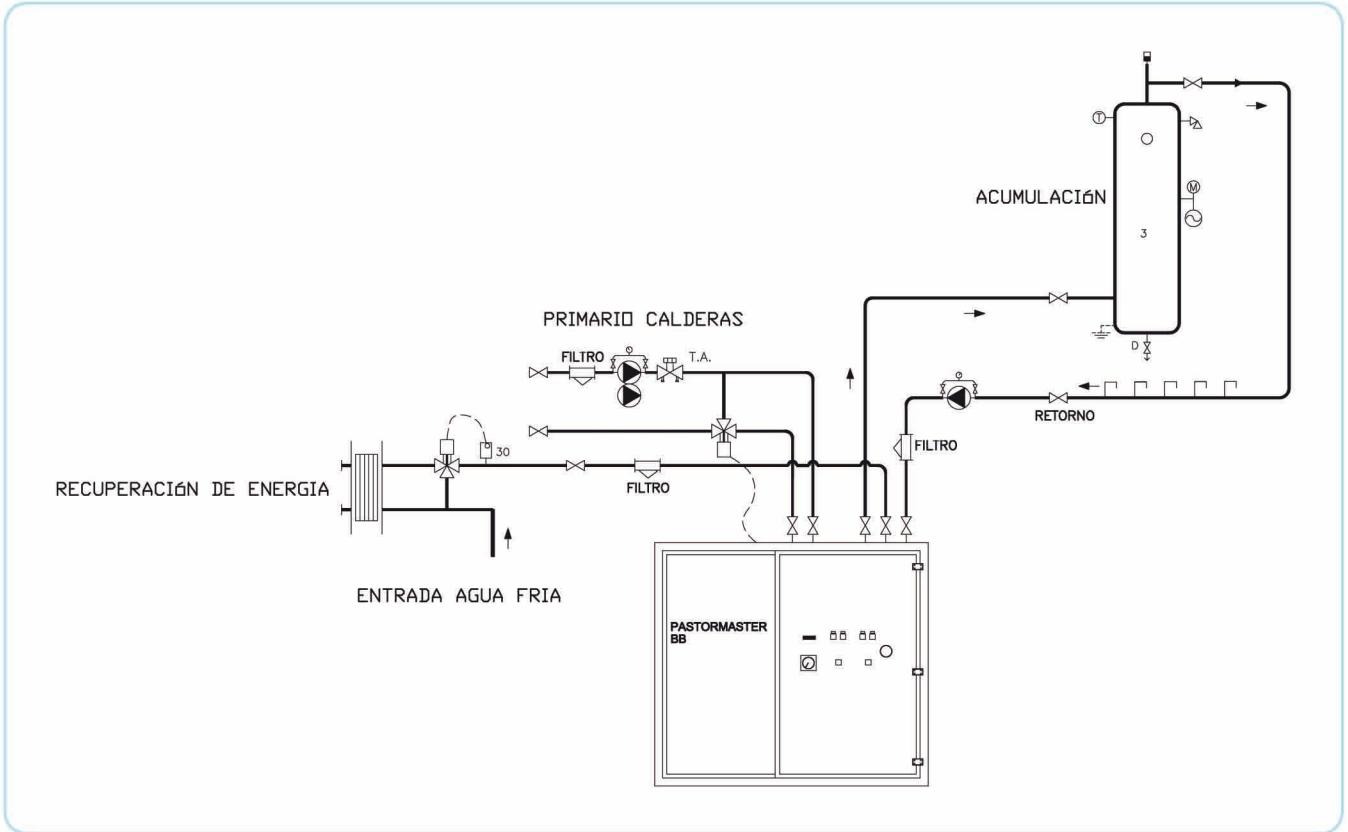 T
ACUMULACIóN
M
3
PRIMARIO CALDERAS
FILTRO
T.A.
D
RETORNO
30
FILTRO
RECUPERACIóN DE ENERGIA
FILTRO
ENTRADA AGUA FRIA
PASTORMASTER
BB